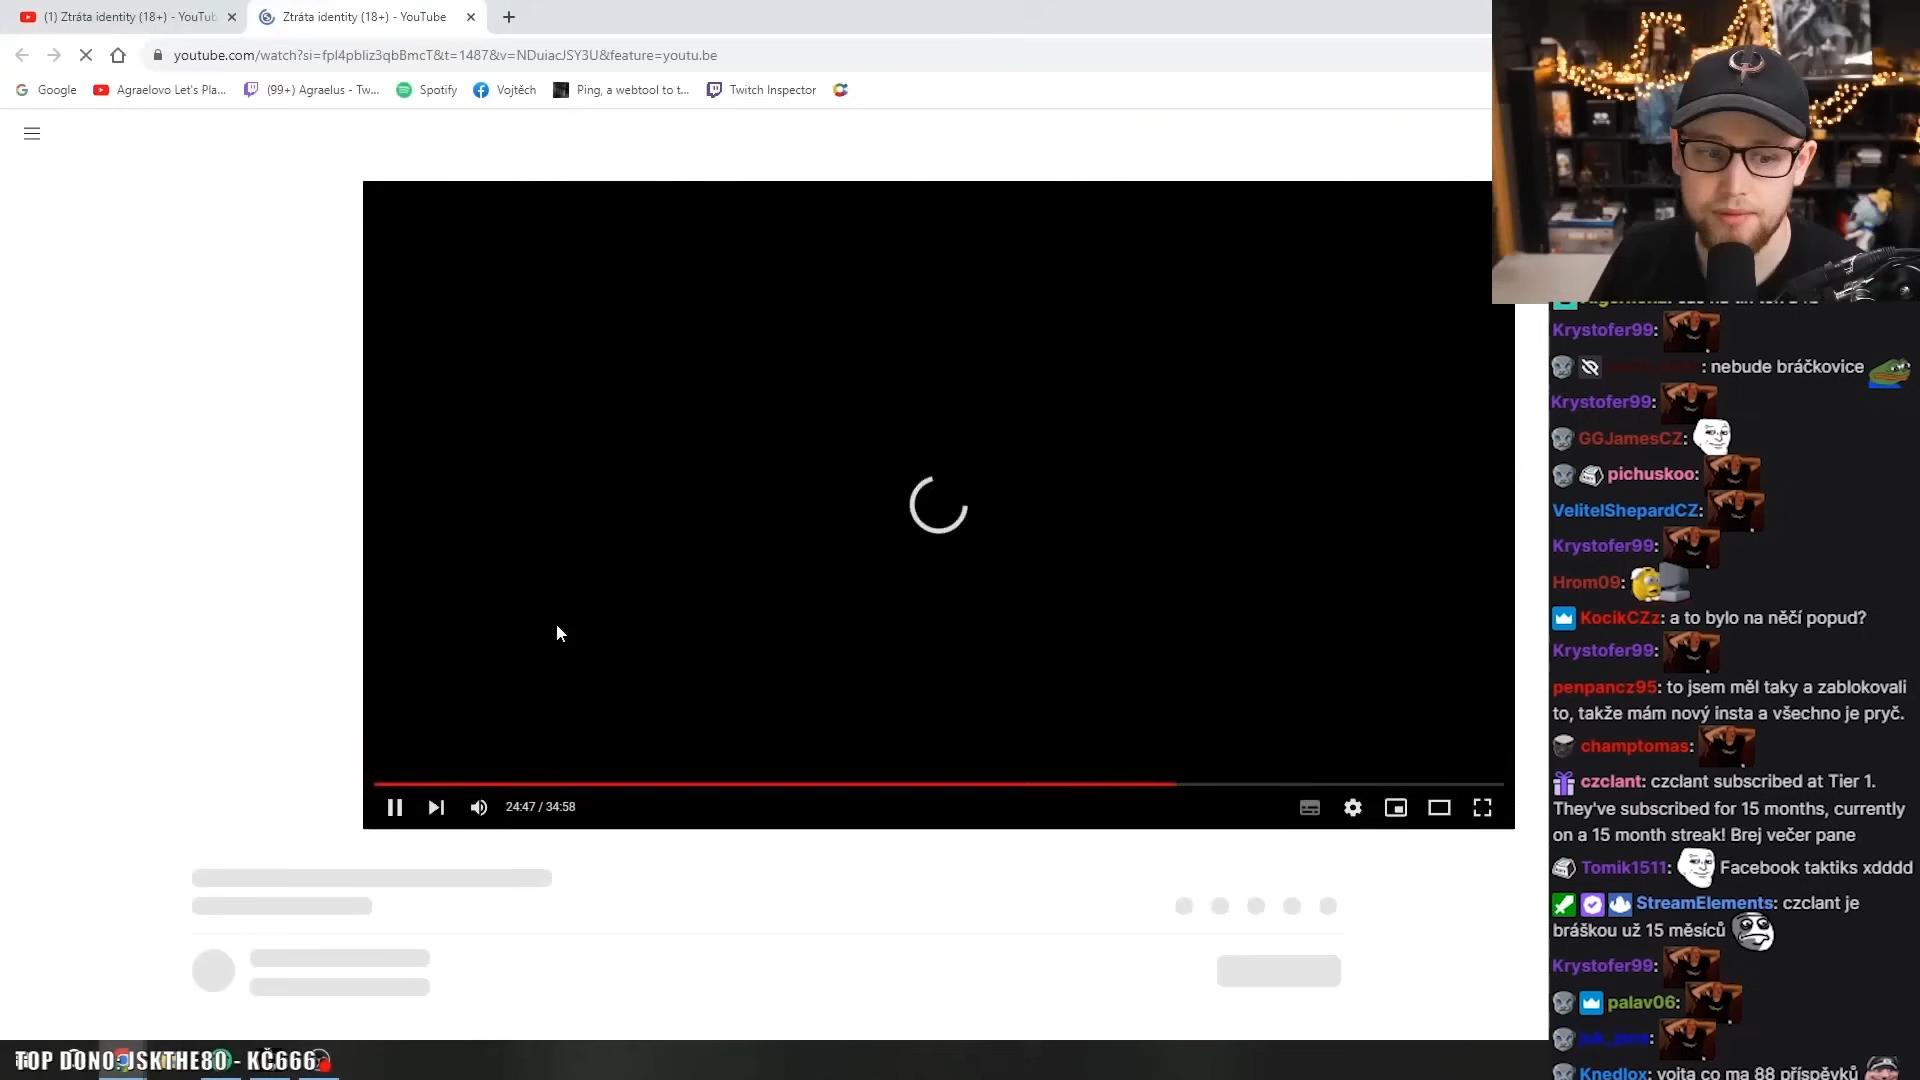 (1) Ztráta identity (18+) - YouTub
Ztráta identity (18+) - YouTube
youtube.com/watch?si=fpl4pbliz3qbBmcT&t=1487&v=NDuiacJSY3U&feature=youtu.be
Google
Agraelovo Let's Pla...
(99+) Agraelus - Tw...
Spotify
Vojtěch
Ping, a webtool to t...
Twitch Inspector
Krystofer99:
: nebude bráčkovice
Krystofer99:
GGJamesCZ:
pichuskoo:
VelitelShepardCZ:
Krystofer99:
Hrom09:
KocikCZz: a to bylo na něčí popud?
Krystofer99:
penpancz95: to jsem měl taky a zablokovali
to, takže mám nový insta a všechno je pryč.
champtomas:
czclant: czclant subscribed at Tier 1.
They've subscribed for 15 months, currently
on a 15 month streak! Brej večer pane
Tomik1511: Facebook taktiks xdddd
StreamElements: czclant je
bráškou už 15 měsíců
Krystofer99:
palav06:
Knedlox: vojta co ma 88 příspěvků
24:47 / 34:58
TOP DONO: JSKTHE80 - KČ666